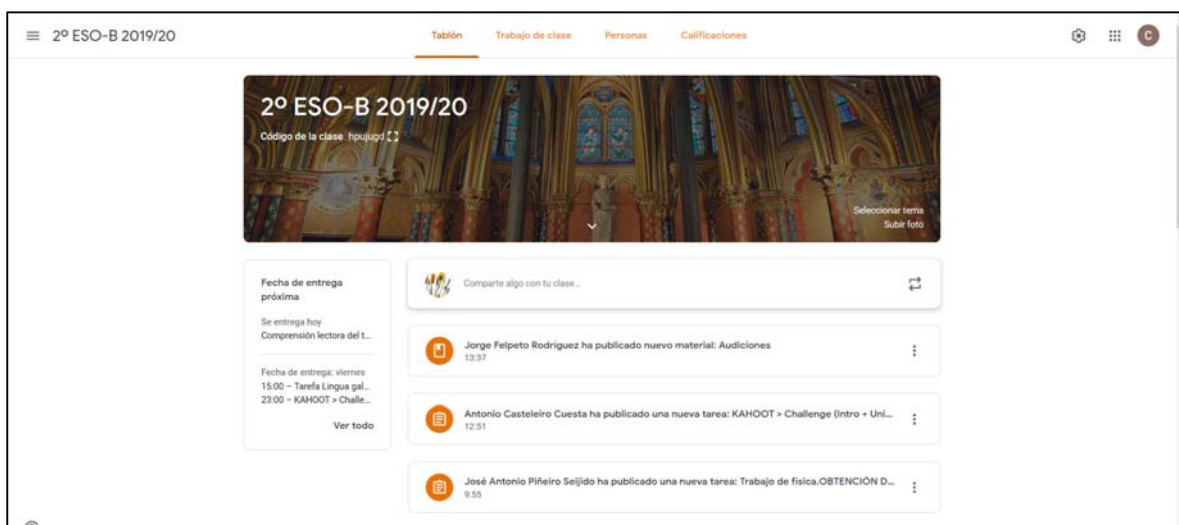 2º ESO-B 2019/20
Tablón
Trabajo de clase
Personas
Calificaciones
C
2º ESO-B 2019/20
Código de la clase hpujugd
Seleccionar tema
Subir foto
Fecha de entrega
próxima
Se entrega hoy
Comprensión lectora del t...
Fecha de entrega: viernes
15:00 – Tarefa Lingua gal...
23:00 – KAHOOT > Challe...
Ver todo
Comparte algo con tu clase...
Jorge Felpeto Rodríguez ha publicado nuevo material: Audiciones
13:37
Antonio Casteleiro Cuesta ha publicado una nueva tarea: KAHOOT > Challenge (Intro + Uni...
12:51
José Antonio Piñeiro Seijido ha publicado una nueva tarea: Trabajo de física.OBTENCIÓN D...
9:55